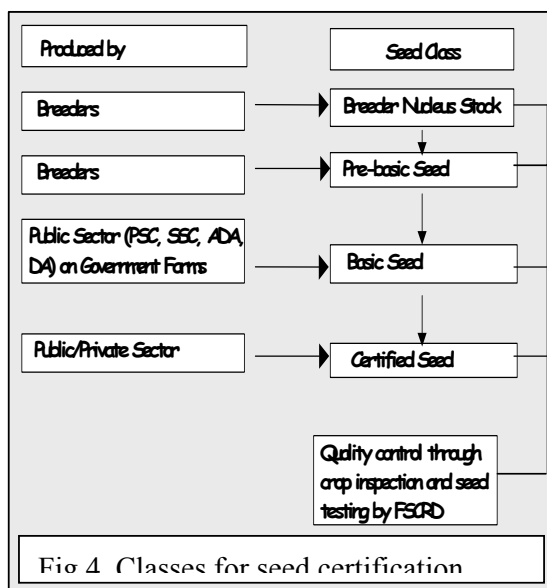 Produced by
Seed Class
Breeders
Breeder Nucleus Stock
Breeders
Pre-basic Seed
Public Sector (PSC, SSC, ADA,
DA) on Government Farms
Basic Seed
Public/Private Sector
Certified Seed
Quality control through
crop inspection and seed
testing by FSCRD
Fig 4. Classes for seed certification